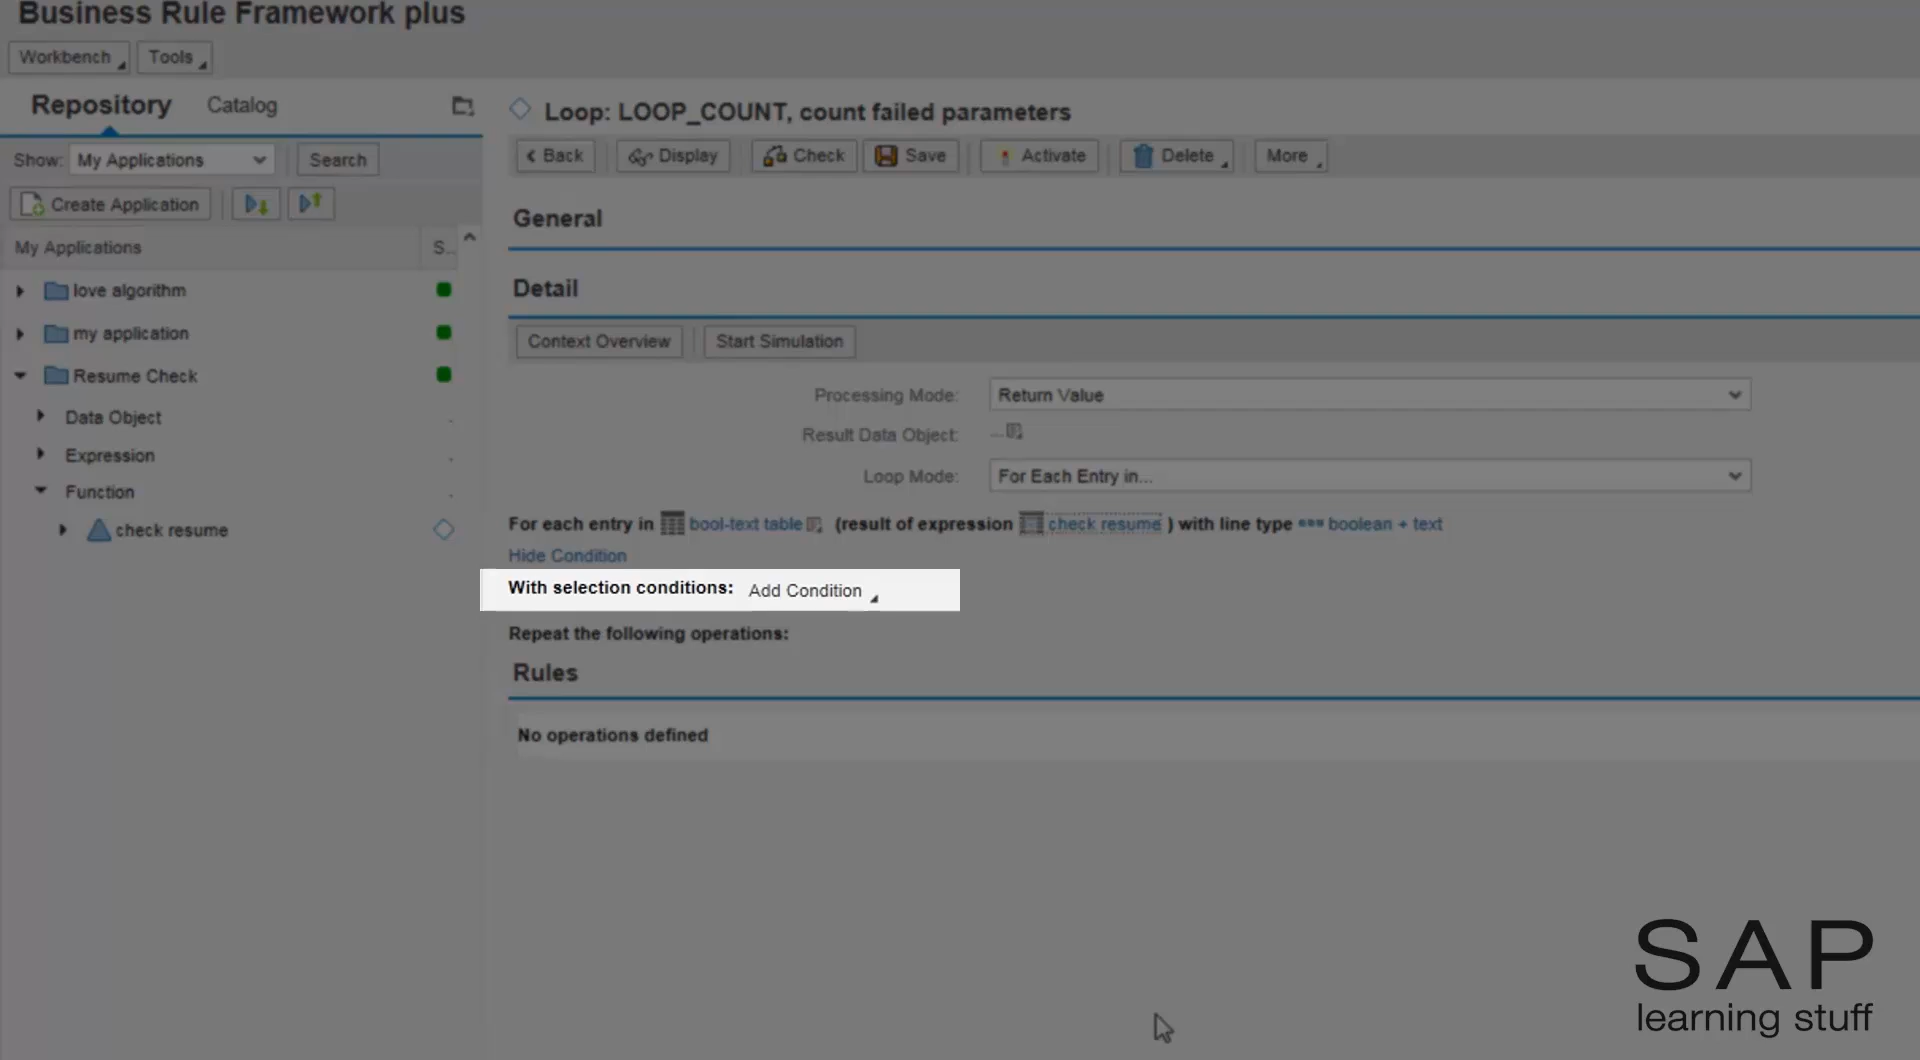 Business Rule Framework plus
Workbench Tools
Repository Catalog
Show: My Applications Search
Create Application
My Applications S...
love algorithm
my application
Resume Check
Data Object
Expression
Function
check resume
Loop: LOOP_COUNT, count failed parameters
Back Display Check Save Activate Delete More
General
Detail
Context Overview Start Simulation
Processing Mode: Return Value
Result Data Object: ...
Loop Mode: For Each Entry in...
For each entry in bool-text table (result of expression check resume ) with line type boolean + text
Hide Condition
With selection conditions: Add Condition
Repeat the following operations:
Rules
No operations defined
SAP
learning stuff